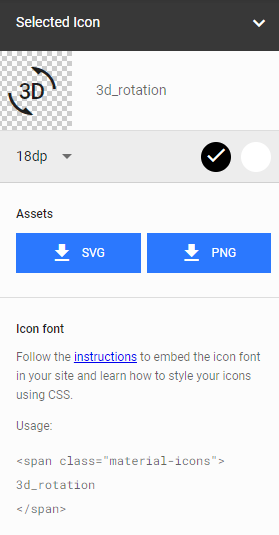 Selected Icon
3D
3d_rotation
18dp
Assets
SVG
PNG
Icon font
Follow the instructions to embed the icon font
in your site and learn how to style your icons
using CSS.
Usage:
<span class="material-icons">
3d_rotation
</span>